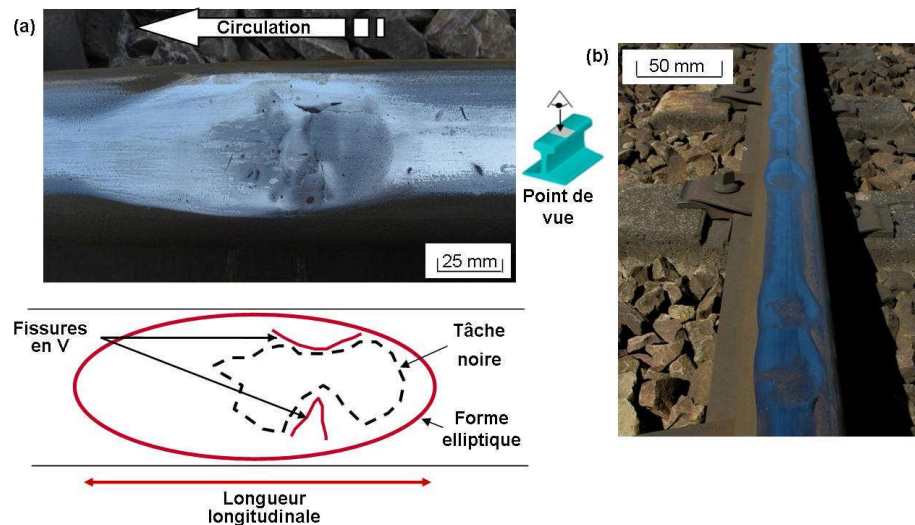 (a)
Circulation
25 mm
Point de
vue
(b)
50 mm
Fissures
en V
Tâche
noire
Forme
elliptique
Longueur
longitudinale